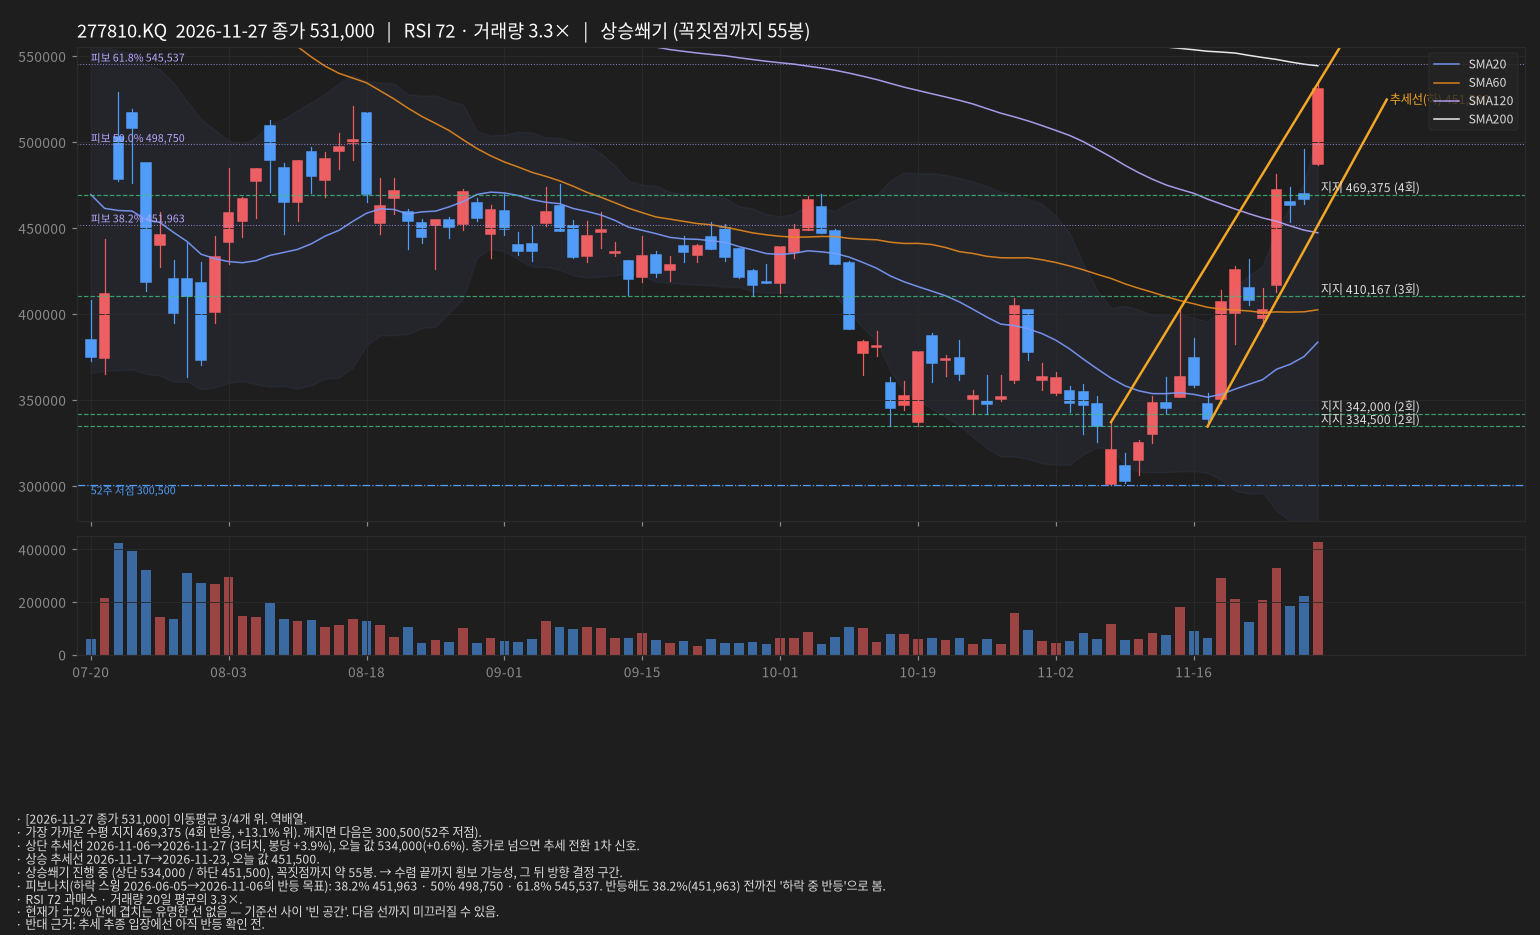 277810.KQ 2026-11-27 종가 531,000 | RSI 72 · 거래량 3.3× | 상승쐐기 (꼭짓점까지 55봉)
550000
피보 61.8% 545,537
SMA20
SMA60
추세선(하) 451,
SMA120
SMA200
500000
피보 50.0% 498,750
지지 469,375 (4회)
450000
피보 38.2% 451,963
지지 410,167 (3회)
400000
350000
지지 342,000 (2회)
지지 334,500 (2회)
300000
52주 저점 300,500
400000
200000
0
07-20
08-03
08-18
09-01
09-15
10-01
10-19
11-02
11-16
· [2026-11-27 종가 531,000] 이동평균 3/4개 위. 역배열.
· 가장 가까운 수평 지지 469,375 (4회 반응, +13.1% 위). 깨지면 다음은 300,500(52주 저점).
· 상단 추세선 2026-11-06→2026-11-27 (3터치, 봉당 +3.9%), 오늘 값 534,000(+0.6%). 종가로 넘으면 추세 전환 1차 신호.
· 상승 추세선 2026-11-17→2026-11-23, 오늘 값 451,500.
· 상승쐐기 진행 중 (상단 534,000 / 하단 451,500), 꼭짓점까지 약 55봉. → 수렴 끝까지 횡보 가능성, 그 뒤 방향 결정 구간.
· 피보나치(하락 스윙 2026-06-05→2026-11-06의 반등 목표): 38.2% 451,963 · 50% 498,750 · 61.8% 545,537. 반등해도 38.2%(451,963) 전까진 '하락 중 반등'으로 봄.
· RSI 72 과매수 · 거래량 20일 평균의 3.3×.
· 현재가 ±2% 안에 겹치는 유명한 선 없음 — 기준선 사이 '빈 공간'. 다음 선까지 미끄러질 수 있음.
· 반대 근거: 추세 추종 입장에선 아직 반등 확인 전.